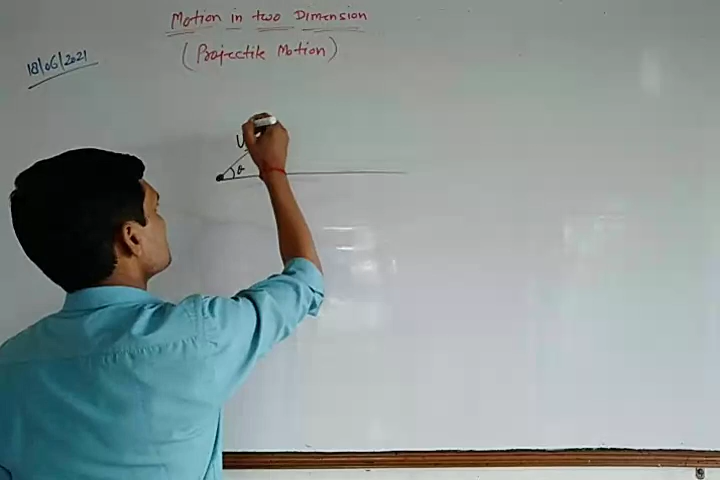 Motion in two Dimension
(Projectile Motion)
18/06/2021
U
θ